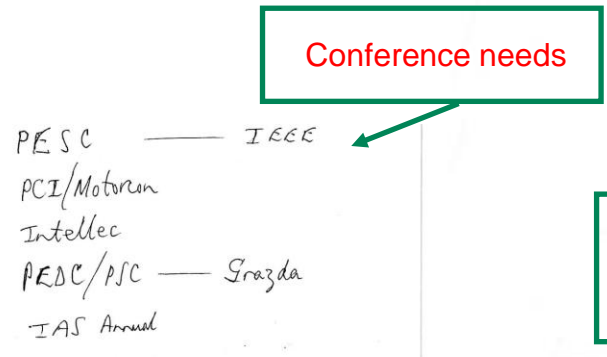 Conference needs
PESC — IEEE
PCI/Motorcon
Intellec
PEDC/PSC — Grazda
IAS Annual